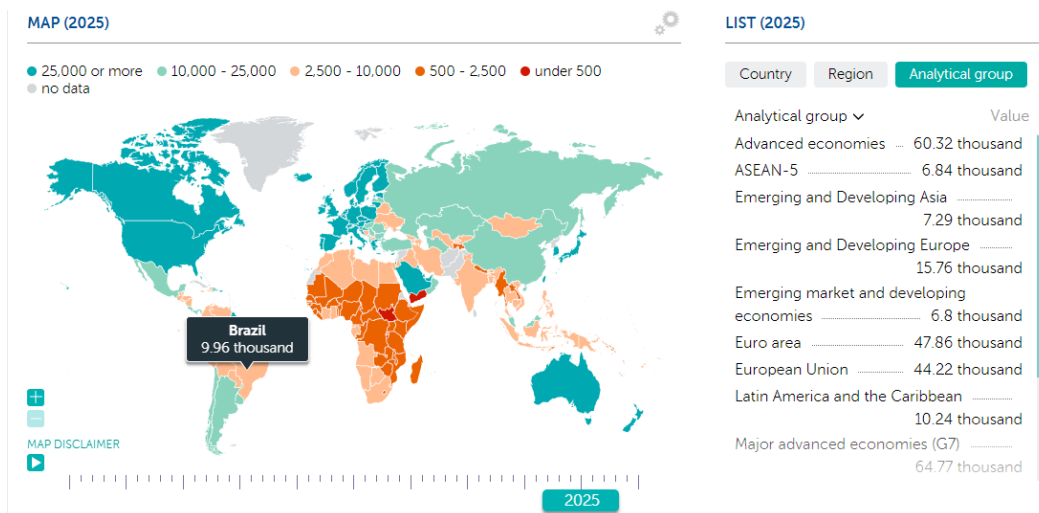 MAP (2025)
25,000 or more 10,000 - 25,000 2,500 - 10,000 500 - 2,500 under 500
no data
Brazil
9.96 thousand
+
−
MAP DISCLAIMER
2025
LIST (2025)
Country Region Analytical group
Analytical group Value
Advanced economies 60.32 thousand
ASEAN-5 6.84 thousand
Emerging and Developing Asia
7.29 thousand
Emerging and Developing Europe
15.76 thousand
Emerging market and developing
economies 6.8 thousand
Euro area 47.86 thousand
European Union 44.22 thousand
Latin America and the Caribbean
10.24 thousand
Major advanced economies (G7)
64.77 thousand